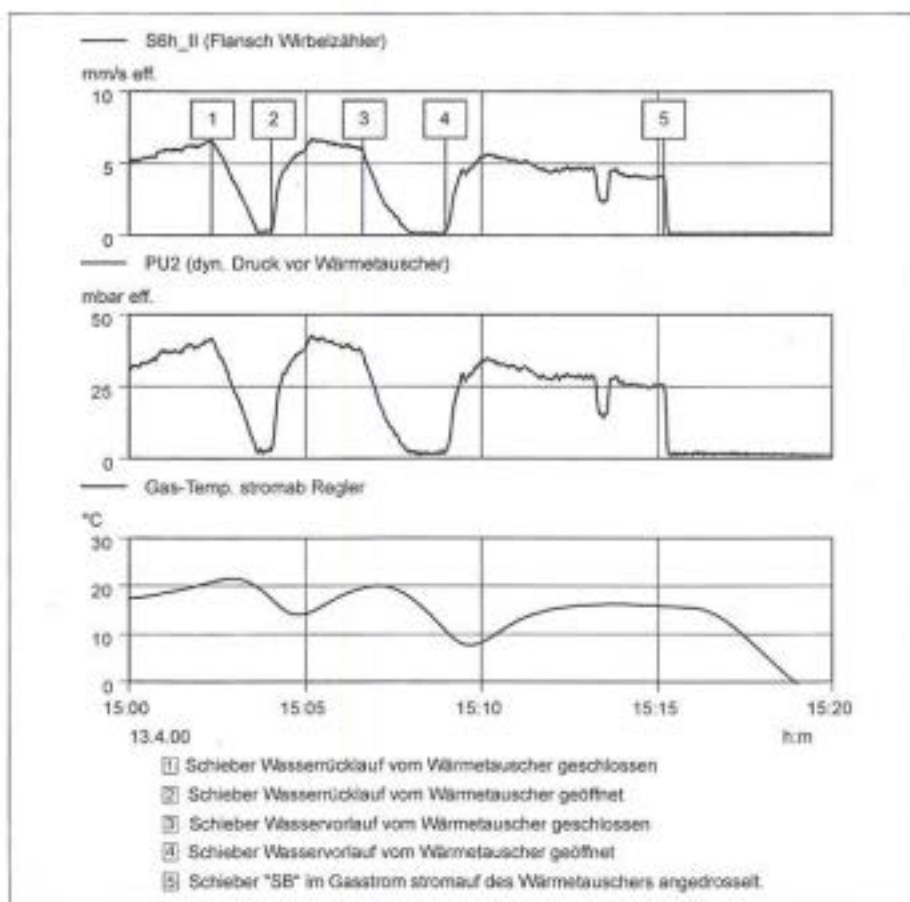 S6h_II (Flansch Wirbelzähler)
mm/s eff.
10
1
2
3
4
5
5
0
PU2 (dyn. Druck vor Wärmetauscher)
mbar eff.
50
25
0
Gas-Temp. stromab Regler
°C
30
20
10
0
15:00 15:05 15:10 15:15 15:20
13.4.00 h:m
1 Schieber Wasserrücklauf vom Wärmetauscher geschlossen
2 Schieber Wasserrücklauf vom Wärmetauscher geöffnet
3 Schieber Wasservorlauf vom Wärmetauscher geschlossen
4 Schieber Wasservorlauf vom Wärmetauscher geöffnet
5 Schieber "SB" im Gasstrom stromauf des Wärmetauschers angedrosselt.